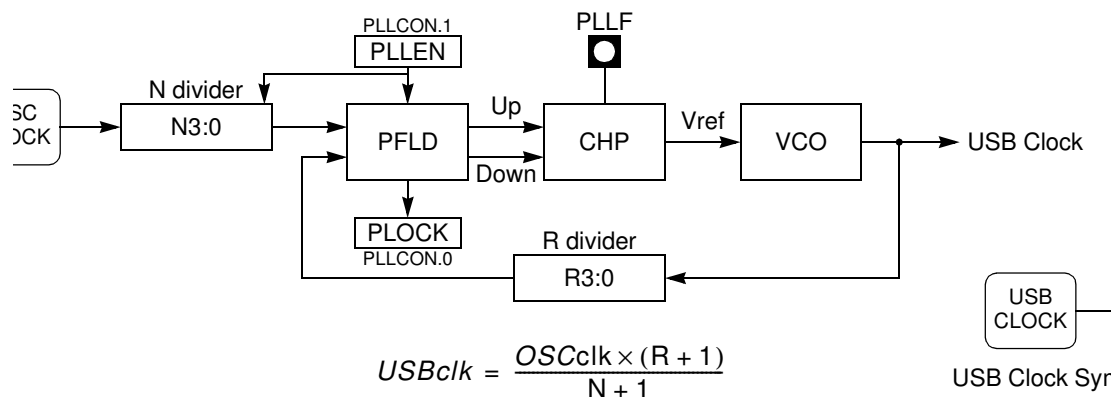 PLLCON.1
PLLEN
PLLF
N divider
N3:0
Up
PFLD
Down
CHP
Vref
VCO
USB Clock
PLOCK
PLLCON.0
R divider
R3:0
USB
CLOCK
USBclk = OSCclk × (R + 1)
N + 1